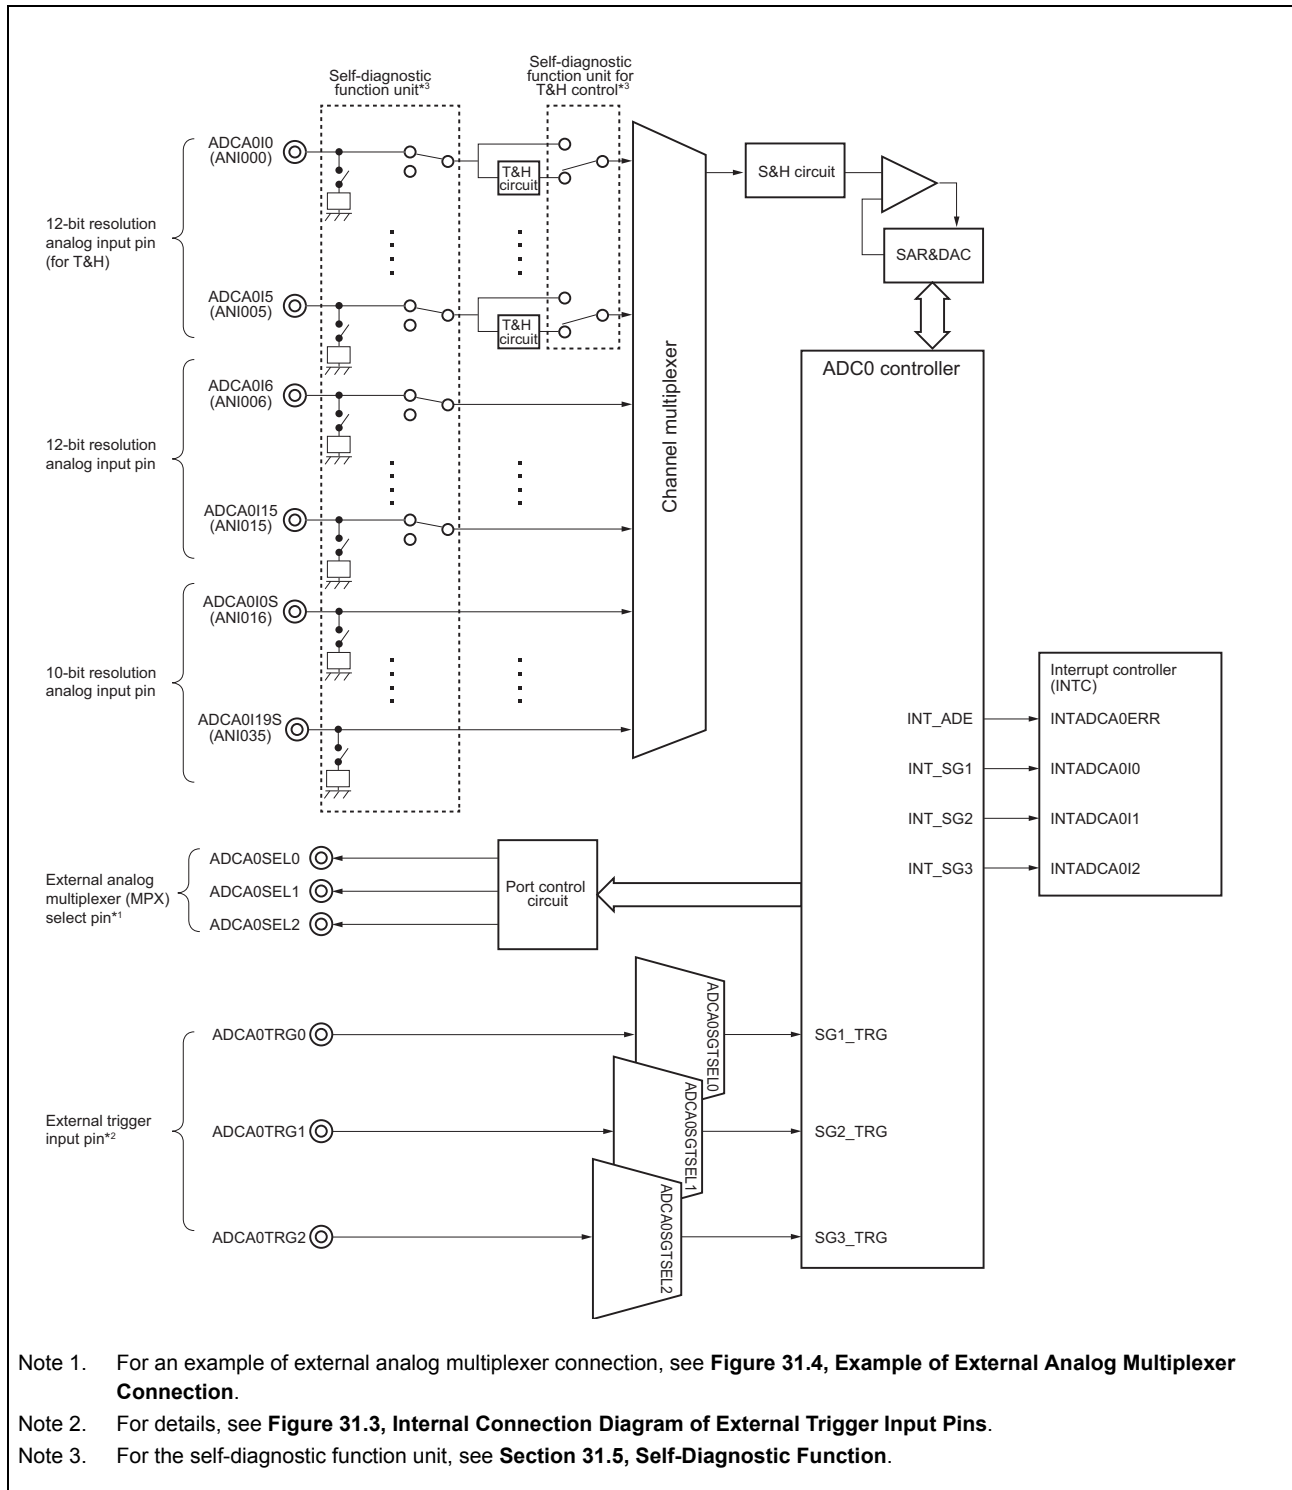 Self-diagnostic
function unit*3
Self-diagnostic
function unit for
T&H control*3
ADCA0I0
(ANI000)
T&H
circuit
12-bit resolution
analog input pin
(for T&H)
ADCA0I5
(ANI005)
T&H
circuit
ADCA0I6
(ANI006)
12-bit resolution
analog input pin
ADCA0I15
(ANI015)
ADCA0I0S
(ANI016)
10-bit resolution
analog input pin
ADCA0I19S
(ANI035)
Channel multiplexer
S&H circuit
SAR&DAC
ADC0 controller
Interrupt controller
(INTC)
INT_ADE
INTADCA0ERR
INT_SG1
INTADCA0I0
INT_SG2
INTADCA0I1
INT_SG3
INTADCA0I2
External analog
multiplexer (MPX)
select pin*1
ADCA0SEL0
ADCA0SEL1
ADCA0SEL2
Port control
circuit
External trigger
input pin*2
ADCA0TRG0
ADCA0SGTSEL0
SG1_TRG
ADCA0TRG1
ADCA0SGTSEL1
SG2_TRG
ADCA0TRG2
ADCA0SGTSEL2
SG3_TRG
Note 1. For an example of external analog multiplexer connection, see Figure 31.4, Example of External Analog Multiplexer
Connection.
Note 2. For details, see Figure 31.3, Internal Connection Diagram of External Trigger Input Pins.
Note 3. For the self-diagnostic function unit, see Section 31.5, Self-Diagnostic Function.